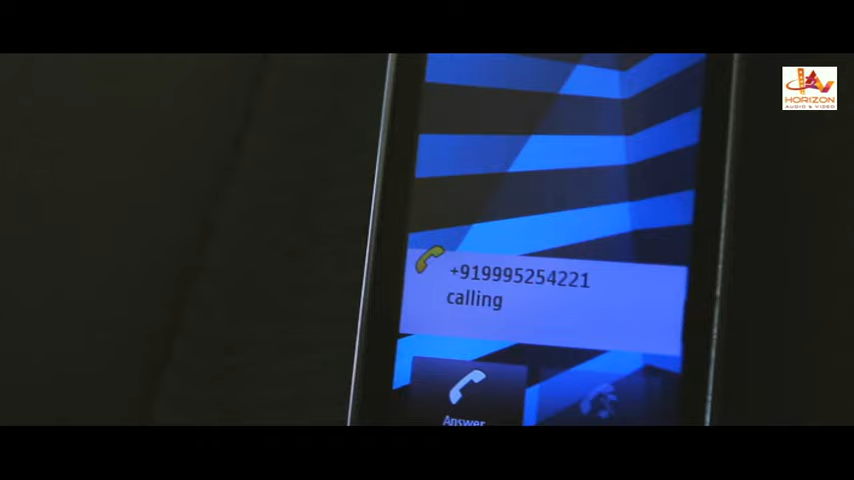 HORIZON
AUDIO & VIDEO
+919995254221
calling
Answer